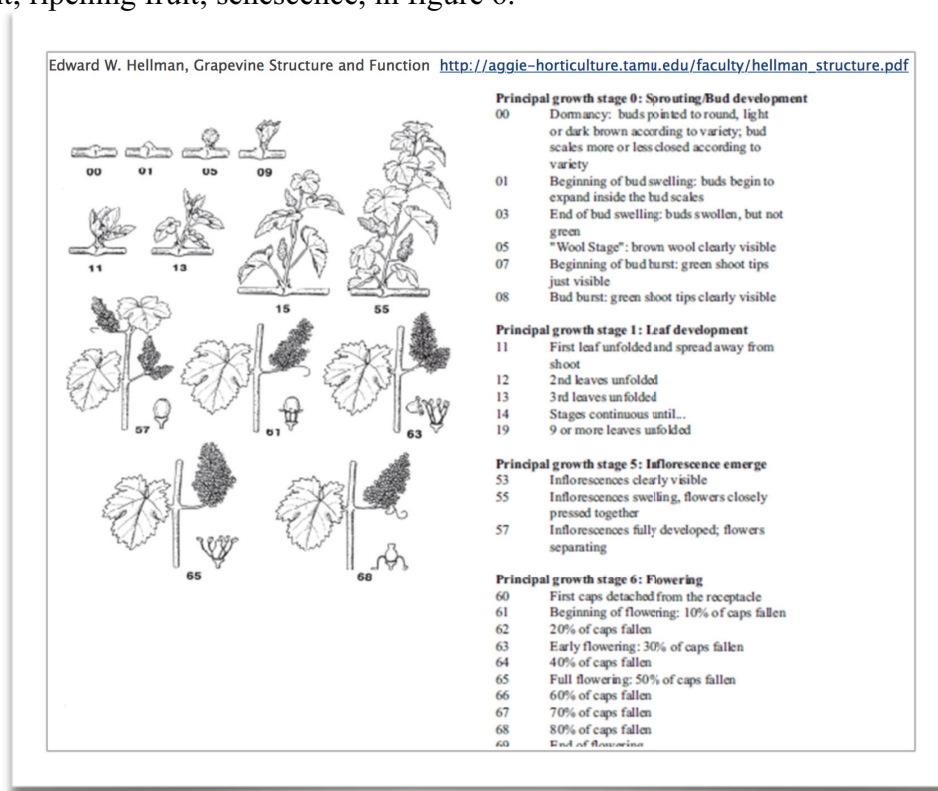 ripening fruit, senescence, in figure 6.
Edward W. Hellman, Grapevine Structure and Function http://aggie-horticulture.tamu.edu/faculty/hellman_structure.pdf
00 01 05 09
11 13
15 55
57 61 63
65 68
Principal growth stage 0: Sprouting/Bud development
00 Dormancy: buds pointed to round, light
or dark brown according to variety; bud
scales more or less closed according to
variety
01 Beginning of bud swelling: buds begin to
expand inside the bud scales
03 End of bud swelling: buds swollen, but not
green
05 "Wool Stage": brown wool clearly visible
07 Beginning of bud burst: green shoot tips
just visible
08 Bud burst: green shoot tips clearly visible
Principal growth stage 1: Leaf development
11 First leaf unfolded and spread away from
shoot
12 2nd leaves unfolded
13 3rd leaves unfolded
14 Stages continuous until...
19 9 or more leaves unfolded
Principal growth stage 5: Inflorescence emerge
53 Inflorescences clearly visible
55 Inflorescences swelling, flowers closely
pressed together
57 Inflorescences fully developed; flowers
separating
Principal growth stage 6: Flowering
60 First caps detached from the receptacle
61 Beginning of flowering: 10% of caps fallen
62 20% of caps fallen
63 Early flowering: 30% of caps fallen
64 40% of caps fallen
65 Full flowering: 50% of caps fallen
66 60% of caps fallen
67 70% of caps fallen
68 80% of caps fallen
69 End of flowering